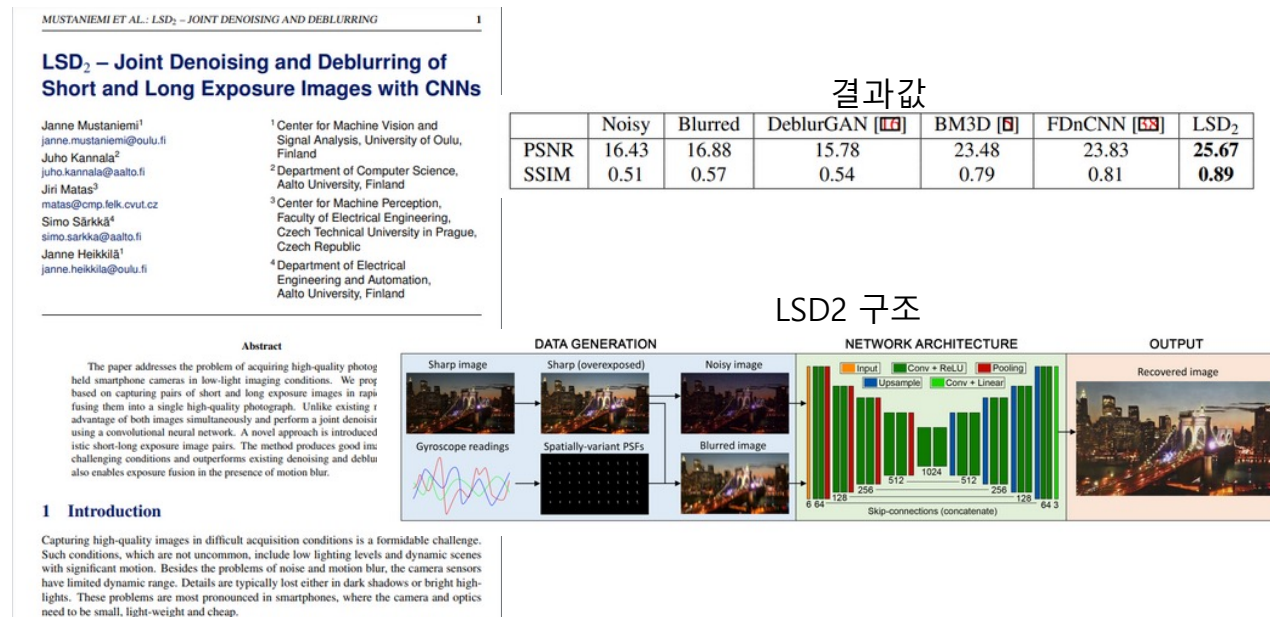 MUSTANIEMI ET AL.: LSD₂ – JOINT DENOISING AND DEBLURRING 1
LSD₂ – Joint Denoising and Deblurring of
Short and Long Exposure Images with CNNs
Janne Mustaniemi¹
janne.mustaniemi@oulu.fi
Juho Kannala²
juho.kannala@aalto.fi
Jiri Matas³
matas@cmp.felk.cvut.cz
Simo Särkkä⁴
simo.sarkka@aalto.fi
Janne Heikkilä¹
janne.heikkila@oulu.fi
¹ Center for Machine Vision and
Signal Analysis, University of Oulu,
Finland
² Department of Computer Science,
Aalto University, Finland
³ Center for Machine Perception,
Faculty of Electrical Engineering,
Czech Technical University in Prague,
Czech Republic
⁴ Department of Electrical
Engineering and Automation,
Aalto University, Finland
Abstract
The paper addresses the problem of acquiring high-quality photog
held smartphone cameras in low-light imaging conditions. We prop
based on capturing pairs of short and long exposure images in rapi
fusing them into a single high-quality photograph. Unlike existing
advantage of both images simultaneously and perform a joint denoisin
using a convolutional neural network. A novel approach is introduced
istic short-long exposure image pairs. The method produces good ima
challenging conditions and outperforms existing denoising and deblur
also enables exposure fusion in the presence of motion blur.
1 Introduction
Capturing high-quality images in difficult acquisition conditions is a formidable challenge.
Such conditions, which are not uncommon, include low lighting levels and dynamic scenes
with significant motion. Besides the problems of noise and motion blur, the camera sensors
have limited dynamic range. Details are typically lost either in dark shadows or bright high-
lights. These problems are most pronounced in smartphones, where the camera and optics
need to be small, light-weight and cheap.
결과값
Noisy Blurred DeblurGAN [16] BM3D [6] FDnCNN [38] LSD₂
PSNR 16.43 16.88 15.78 23.48 23.83 25.67
SSIM 0.51 0.57 0.54 0.79 0.81 0.89
LSD2 구조
DATA GENERATION
Sharp image
Sharp (overexposed)
Noisy image
Gyroscope readings
Spatially-variant PSFs
Blurred image
NETWORK ARCHITECTURE
Input Conv + ReLU Pooling
Upsample Conv + Linear
1024
512 512
256 256
128 128
6 64 64 3
Skip-connections (concatenate)
OUTPUT
Recovered image